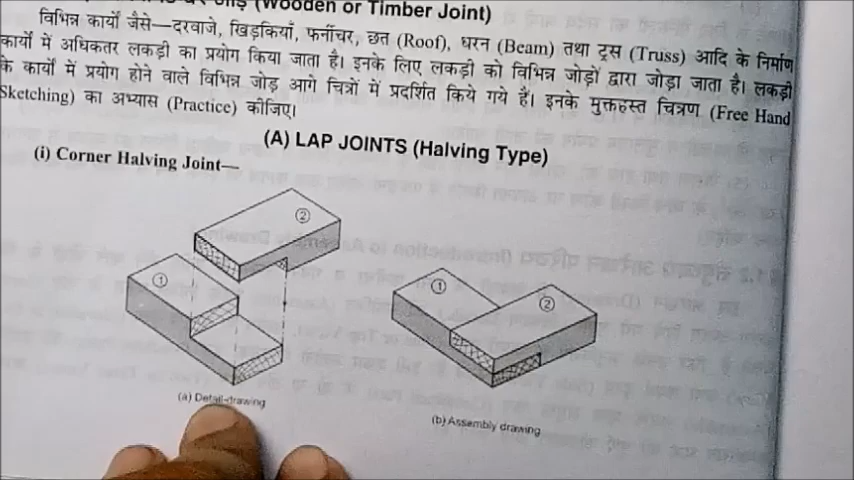 (Wooden or Timber Joint)
विभिन्न कार्यों जैसे—दरवाजे, खिड़कियाँ, फर्नीचर, छत (Roof), धरन (Beam) तथा ट्रस (Truss) आदि के निर्माण
कार्यों में अधिकतर लकड़ी का प्रयोग किया जाता है। इनके लिए लकड़ी को विभिन्न जोड़ों द्वारा जोड़ा जाता है। लकड़ी
के कार्यों में प्रयोग होने वाले विभिन्न जोड़ आगे चित्रों में प्रदर्शित किये गये हैं। इनके मुक्तहस्त चित्रण (Free Hand
Sketching) का अभ्यास (Practice) कीजिए।
(A) LAP JOINTS (Halving Type)
(i) Corner Halving Joint—
②
①
①
②
(a) Detail-drawing
(b) Assembly drawing